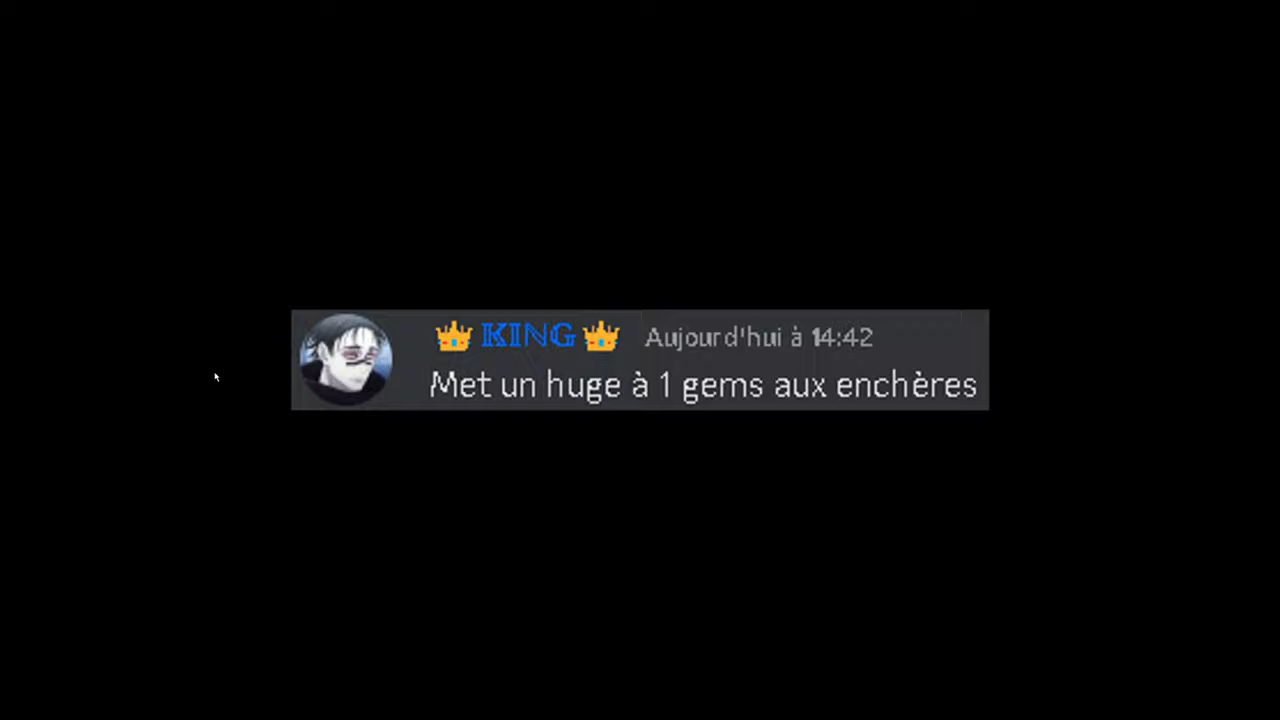 👑 𝕂𝕀ℕ𝔾 👑 Aujourd'hui à 14:42
Met un huge à 1 gems aux enchères